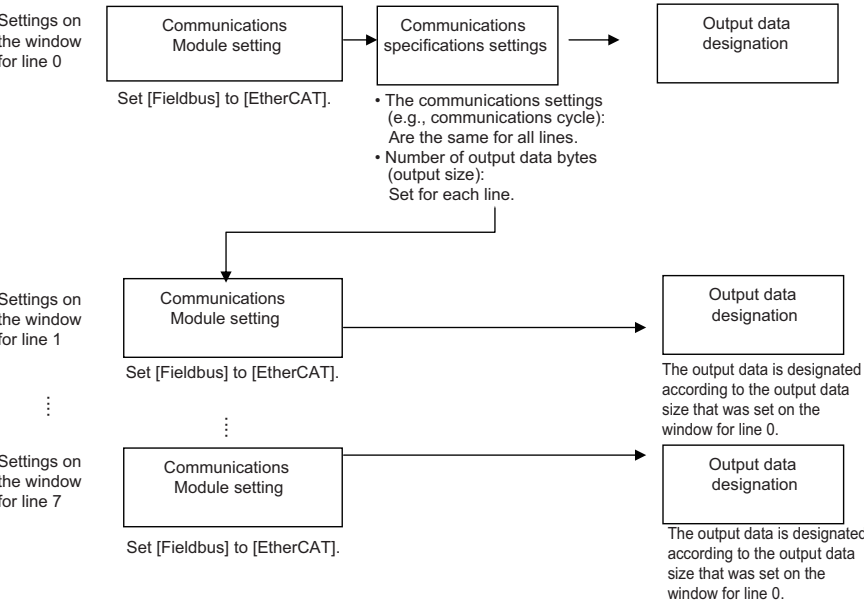 Settings on
the window
for line 0
Communications
Module setting
Set [Fieldbus] to [EtherCAT].
Communications
specifications settings
• The communications settings
(e.g., communications cycle):
Are the same for all lines.
• Number of output data bytes
(output size):
Set for each line.
Output data
designation
Settings on
the window
for line 1
Communications
Module setting
Set [Fieldbus] to [EtherCAT].
Output data
designation
The output data is designated
according to the output data
size that was set on the
window for line 0.
Settings on
the window
for line 7
Communications
Module setting
Set [Fieldbus] to [EtherCAT].
Output data
designation
The output data is designated
according to the output data
size that was set on the
window for line 0.